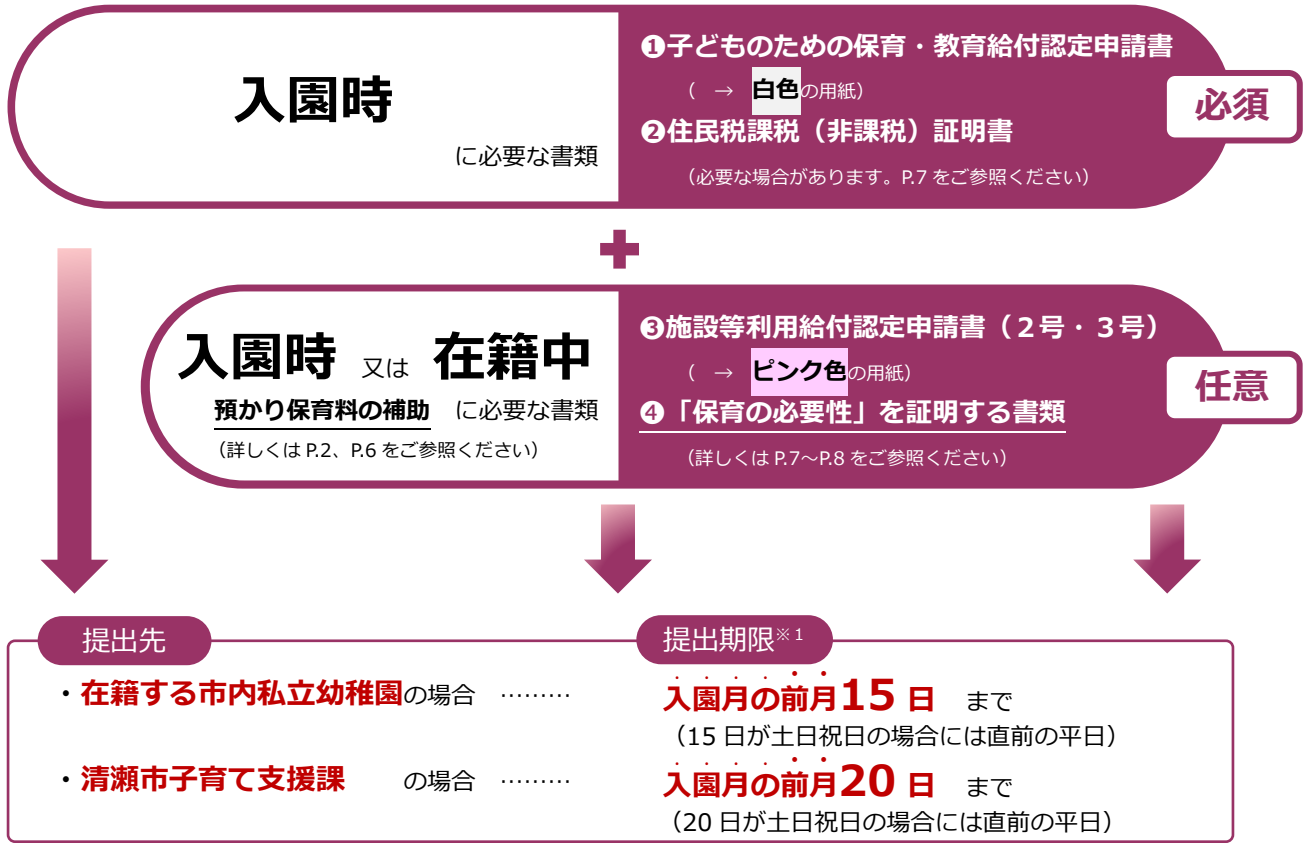 入園時
に必要な書類
❶子どものための保育・教育給付認定申請書
（ → 白色の用紙）
❷住民税課税（非課税）証明書
（必要な場合があります。P.7 をご参照ください）
必須
入園時 又は 在籍中
預かり保育料の補助 に必要な書類
（詳しくは P.2、P.6 をご参照ください）
❸施設等利用給付認定申請書（２号・３号）
（ → ピンク色の用紙）
❹「保育の必要性」を証明する書類
（詳しくは P.7～P.8 をご参照ください）
任意
提出先
提出期限※1
・在籍する市内私立幼稚園の場合 ………
入園月の前月15 日 まで
（15 日が土日祝日の場合には直前の平日）
・清瀬市子育て支援課 の場合 ………
入園月の前月20 日 まで
（20 日が土日祝日の場合には直前の平日）